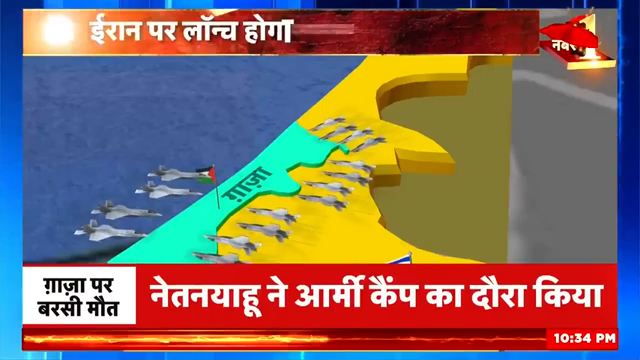 ईरान पर लॉन्च होगा
ग़ाज़ा
ग़ाज़ा पर
बरसी मौत
नेतनयाहू ने आर्मी कैंप का दौरा किया
10:34 PM